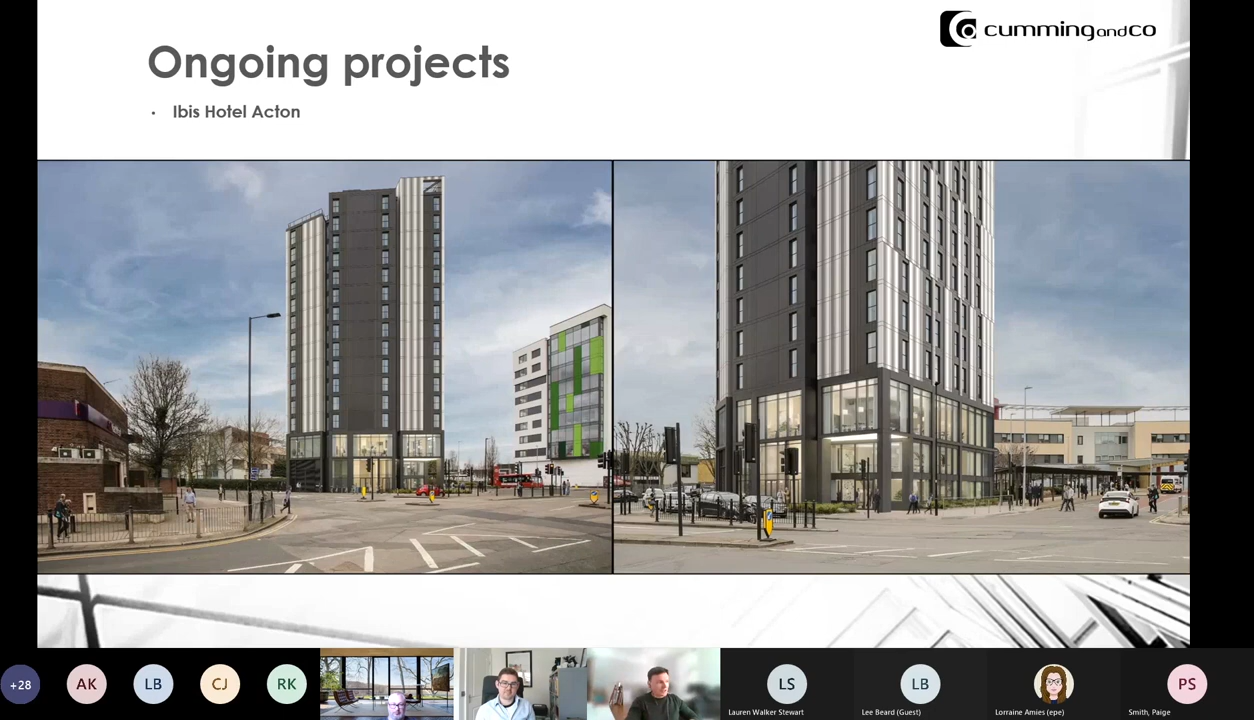 cummingandco
Ongoing projects
• Ibis Hotel Acton
+28
AK
LB
CJ
RK
LS
Lauren Walker Stewart
LB
Lee Beard (Guest)
Lorraine Amies (epe)
PS
Smith, Paige